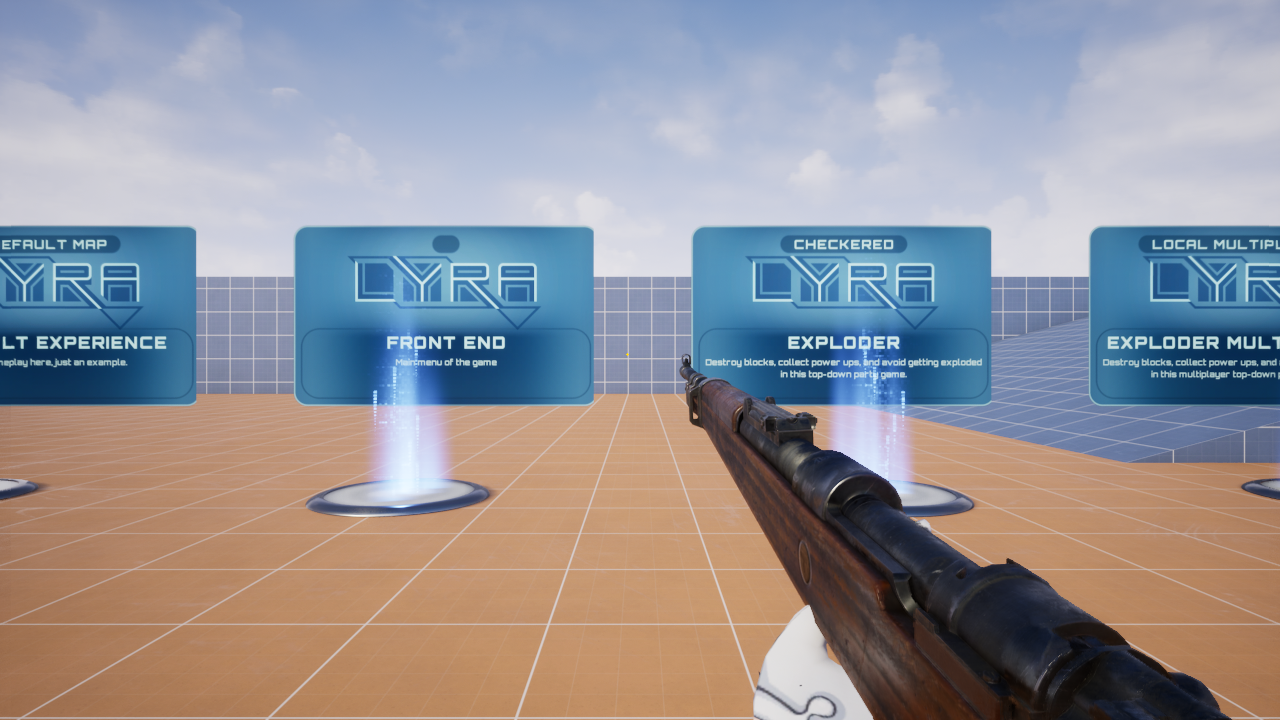 EFAULT MAP
LYRA
LT EXPERIENCE
meplay here, just an example.
LYRA
FRONT END
Main menu of the game
CHECKERED
LYRA
EXPLODER
Destroy blocks, collect power ups, and avoid getting exploded
in this top-down party game.
LOCAL MULTIPL
LYR
EXPLODER MULT
Destroy blocks, collect power ups, and
in this multiplayer top-down